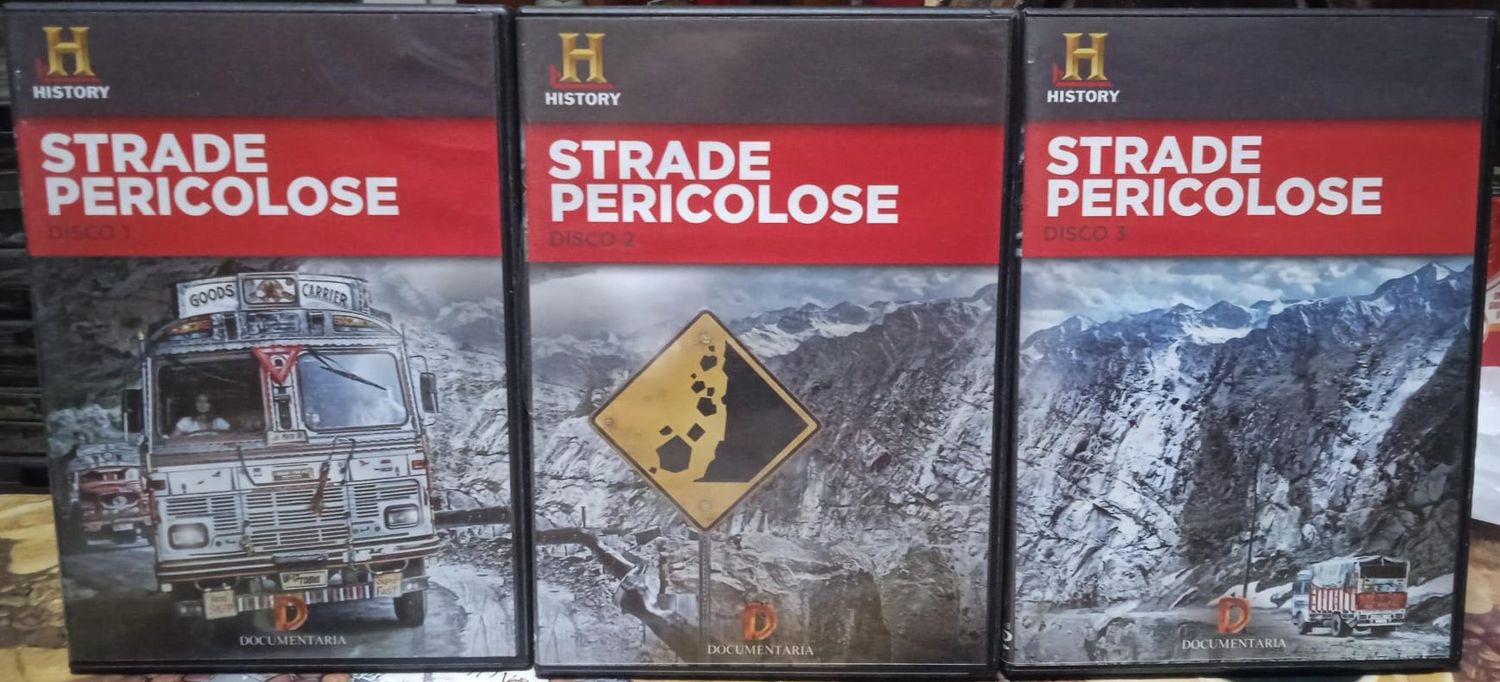 H
HISTORY
STRADE
PERICOLOSE
DISCO 1
GOODS CARRIER
DOCUMENTARIA
H
HISTORY
STRADE
PERICOLOSE
DISCO 2
DOCUMENTARIA
H
HISTORY
STRADE
PERICOLOSE
DISCO 3
DOCUMENTARIA